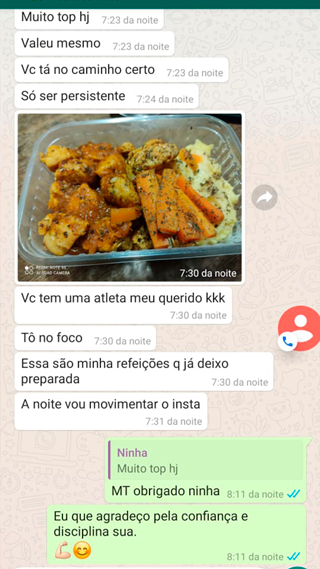 Muito top hj 7:23 da noite
Valeu mesmo 7:23 da noite
Vc tá no caminho certo 7:23 da noite
Só ser persistente 7:24 da noite
AI QUAD CAMERA
7:30 da noite
Vc tem uma atleta meu querido kkk
7:30 da noite
Tô no foco 7:30 da noite
Essa são minha refeições q já deixo
preparada 7:30 da noite
A noite vou movimentar o insta
7:31 da noite
Ninha
Muito top hj
MT obrigado ninha 8:11 da noite
Eu que agradeço pela confiança e
disciplina sua.
💪🏻😊 8:11 da noite